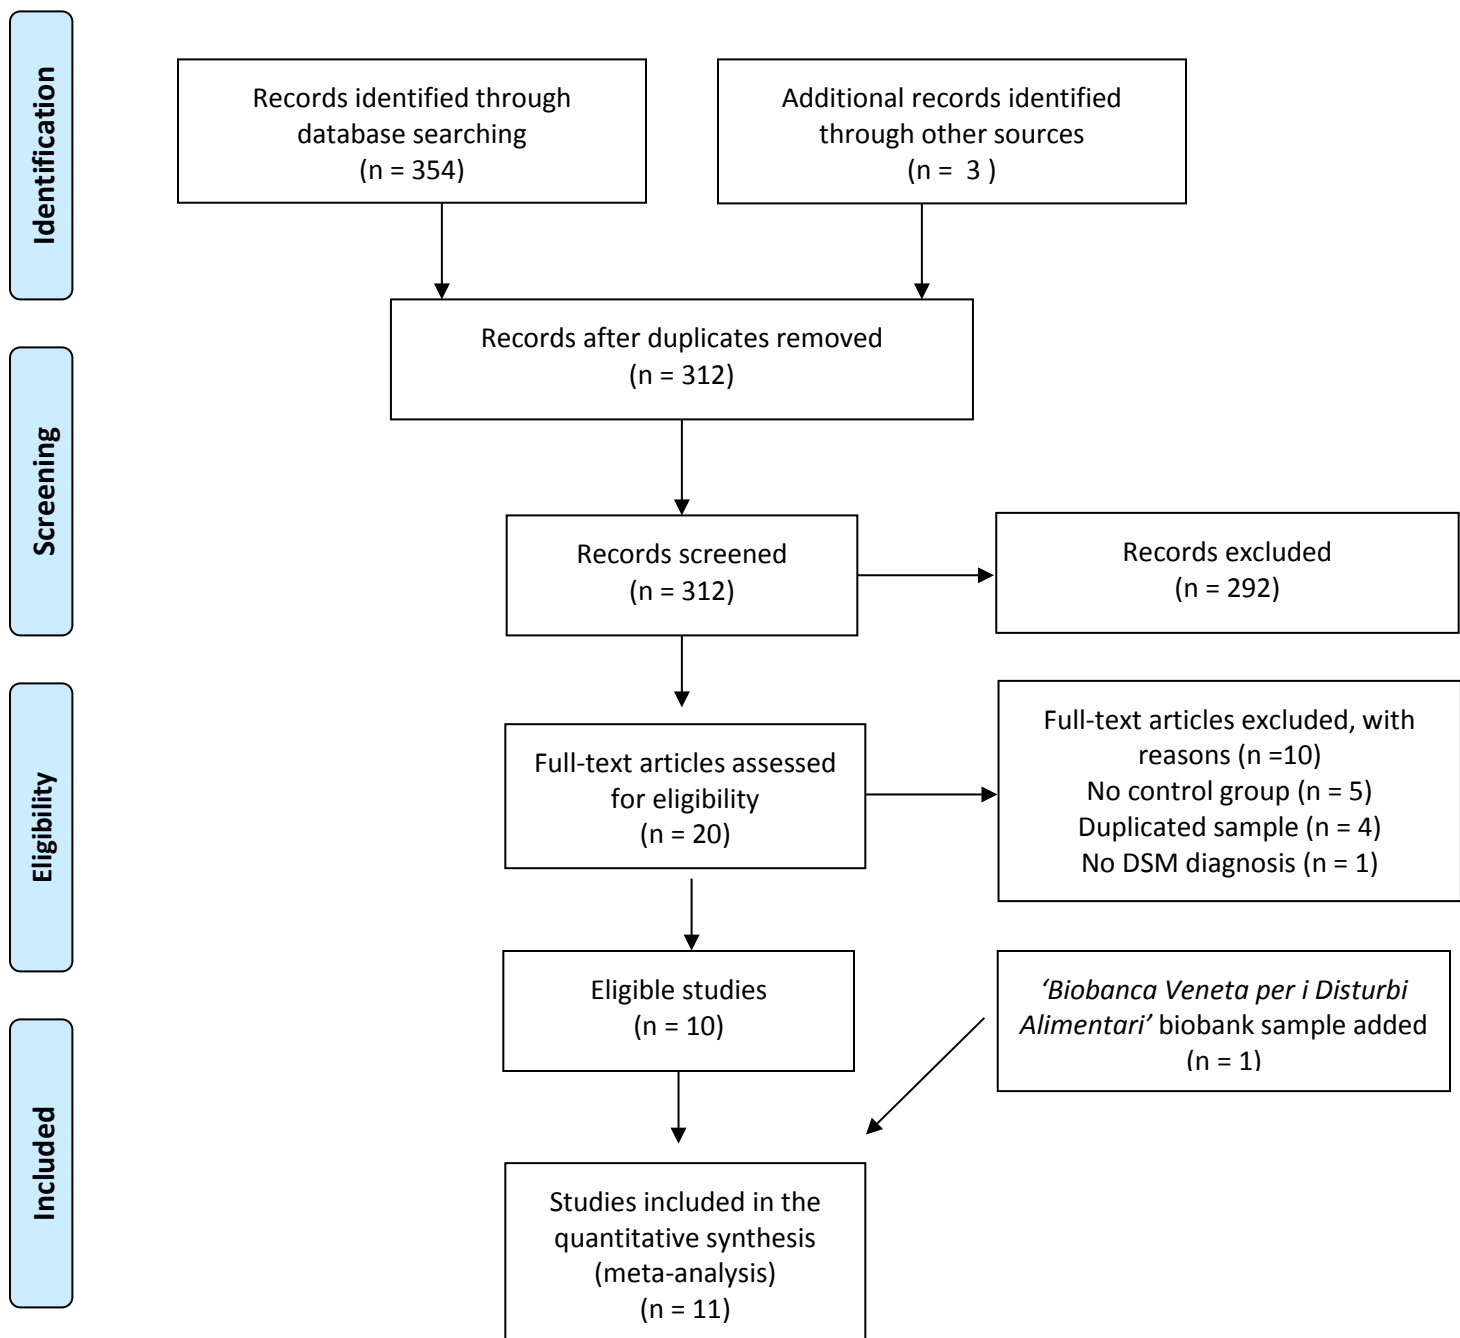 Identification
Records identified through
database searching
(n = 354)
Additional records identified
through other sources
(n =  3 )
Records after duplicates removed
(n = 312)
Screening
Records screened
(n = 312)
Records excluded
(n = 292)
Eligibility
Full-text articles assessed
for eligibility
(n = 20)
Full-text articles excluded, with
reasons (n =10)
No control group (n = 5)
Duplicated sample (n = 4)
No DSM diagnosis (n = 1)
Eligible studies
(n = 10)
‘Biobanca Veneta per i Disturbi
Alimentari’ biobank sample added
(n = 1)
Included
Studies included in the
quantitative synthesis
(meta-analysis)
(n = 11)